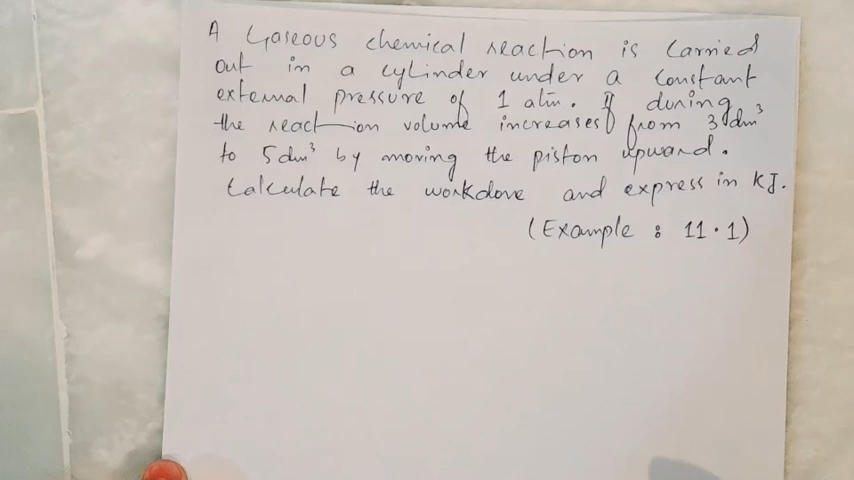 A Gaseous chemical reaction is Carried
out in a cylinder under a constant
external pressure of 1 atm. If during
the reaction volume increases from 3 dm³
to 5 dm³ by moving the piston upward.
Calculate the workdone and express in KJ.
(Example : 11.1)